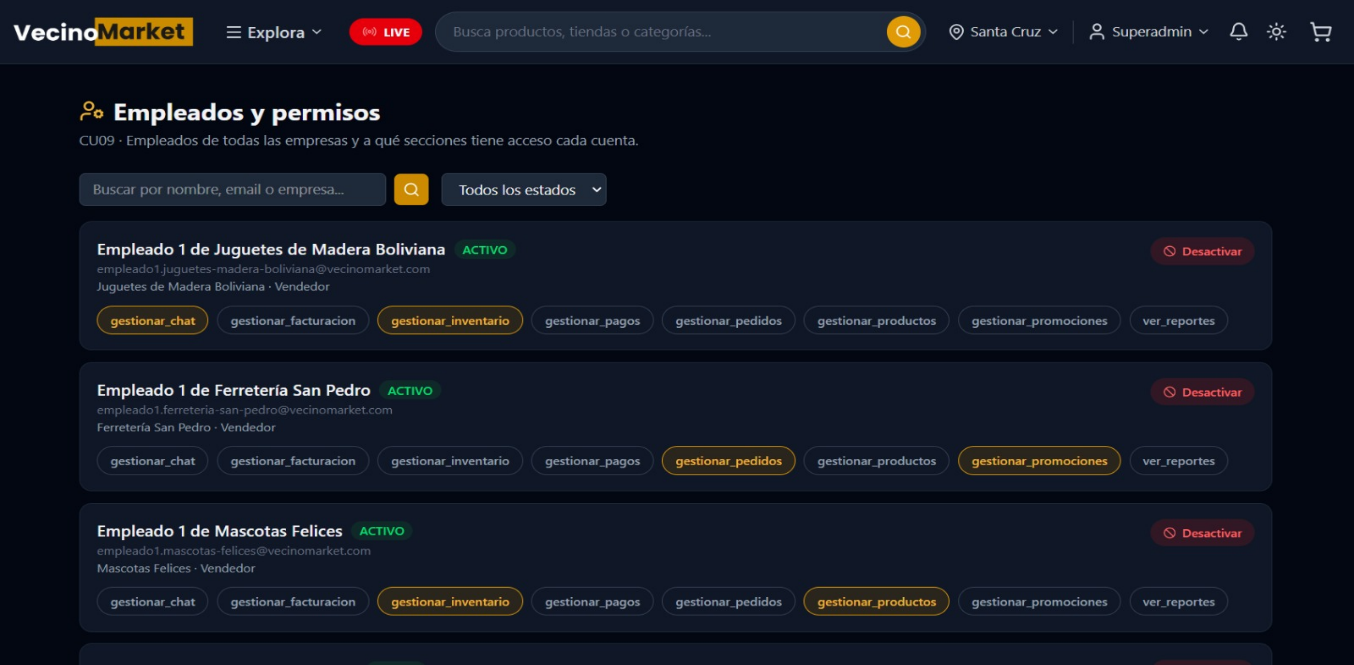 VecinoMarket Explora LIVE Busca productos, tiendas o categorías... Santa Cruz Superadmin
Empleados y permisos
CU09 · Empleados de todas las empresas y a qué secciones tiene acceso cada cuenta.
Buscar por nombre, email o empresa... Todos los estados
Empleado 1 de Juguetes de Madera Boliviana ACTIVO Desactivar
empleado1.juguetes-madera-boliviana@vecinomarket.com
Juguetes de Madera Boliviana · Vendedor
gestionar_chat gestionar_facturacion gestionar_inventario gestionar_pagos gestionar_pedidos gestionar_productos gestionar_promociones ver_reportes
Empleado 1 de Ferretería San Pedro ACTIVO Desactivar
empleado1.ferreteria-san-pedro@vecinomarket.com
Ferretería San Pedro · Vendedor
gestionar_chat gestionar_facturacion gestionar_inventario gestionar_pagos gestionar_pedidos gestionar_productos gestionar_promociones ver_reportes
Empleado 1 de Mascotas Felices ACTIVO Desactivar
empleado1.mascotas-felices@vecinomarket.com
Mascotas Felices · Vendedor
gestionar_chat gestionar_facturacion gestionar_inventario gestionar_pagos gestionar_pedidos gestionar_productos gestionar_promociones ver_reportes